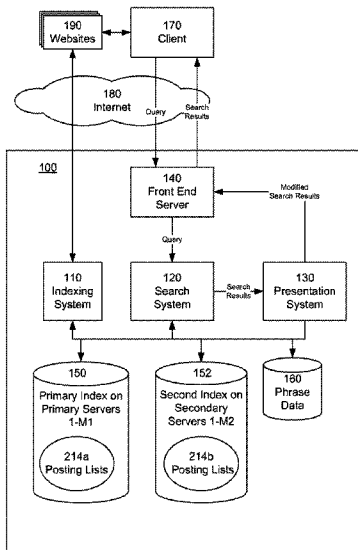 190
Websites
170
Client
180
Internet
Query
Search
Results
100
140
Front End
Server
Modified
Search Results
Query
110
Indexing
System
120
Search
System
Search
Results
130
Presentation
System
150
Primary Index on
Primary Servers
1-M1
214a
Posting Lists
152
Second Index on
Secondary
Servers 1-M2
214b
Posting Lists
160
Phrase
Data